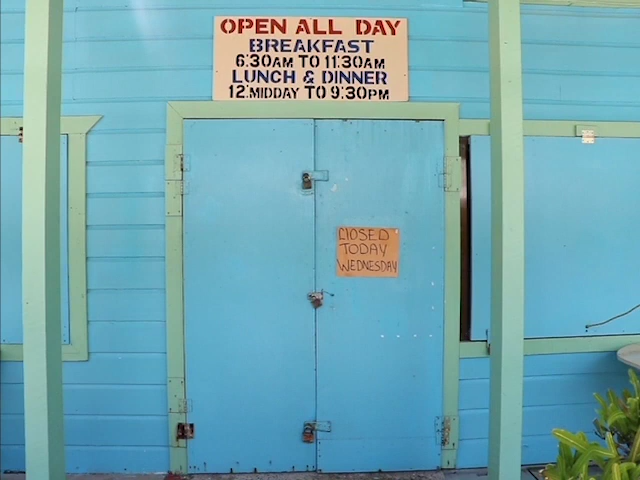 OPEN ALL DAY
BREAKFAST
6:30AM TO 11:30AM
LUNCH & DINNER
12:MIDDAY TO 9:30PM
CLOSED
TODAY
WEDNESDAY